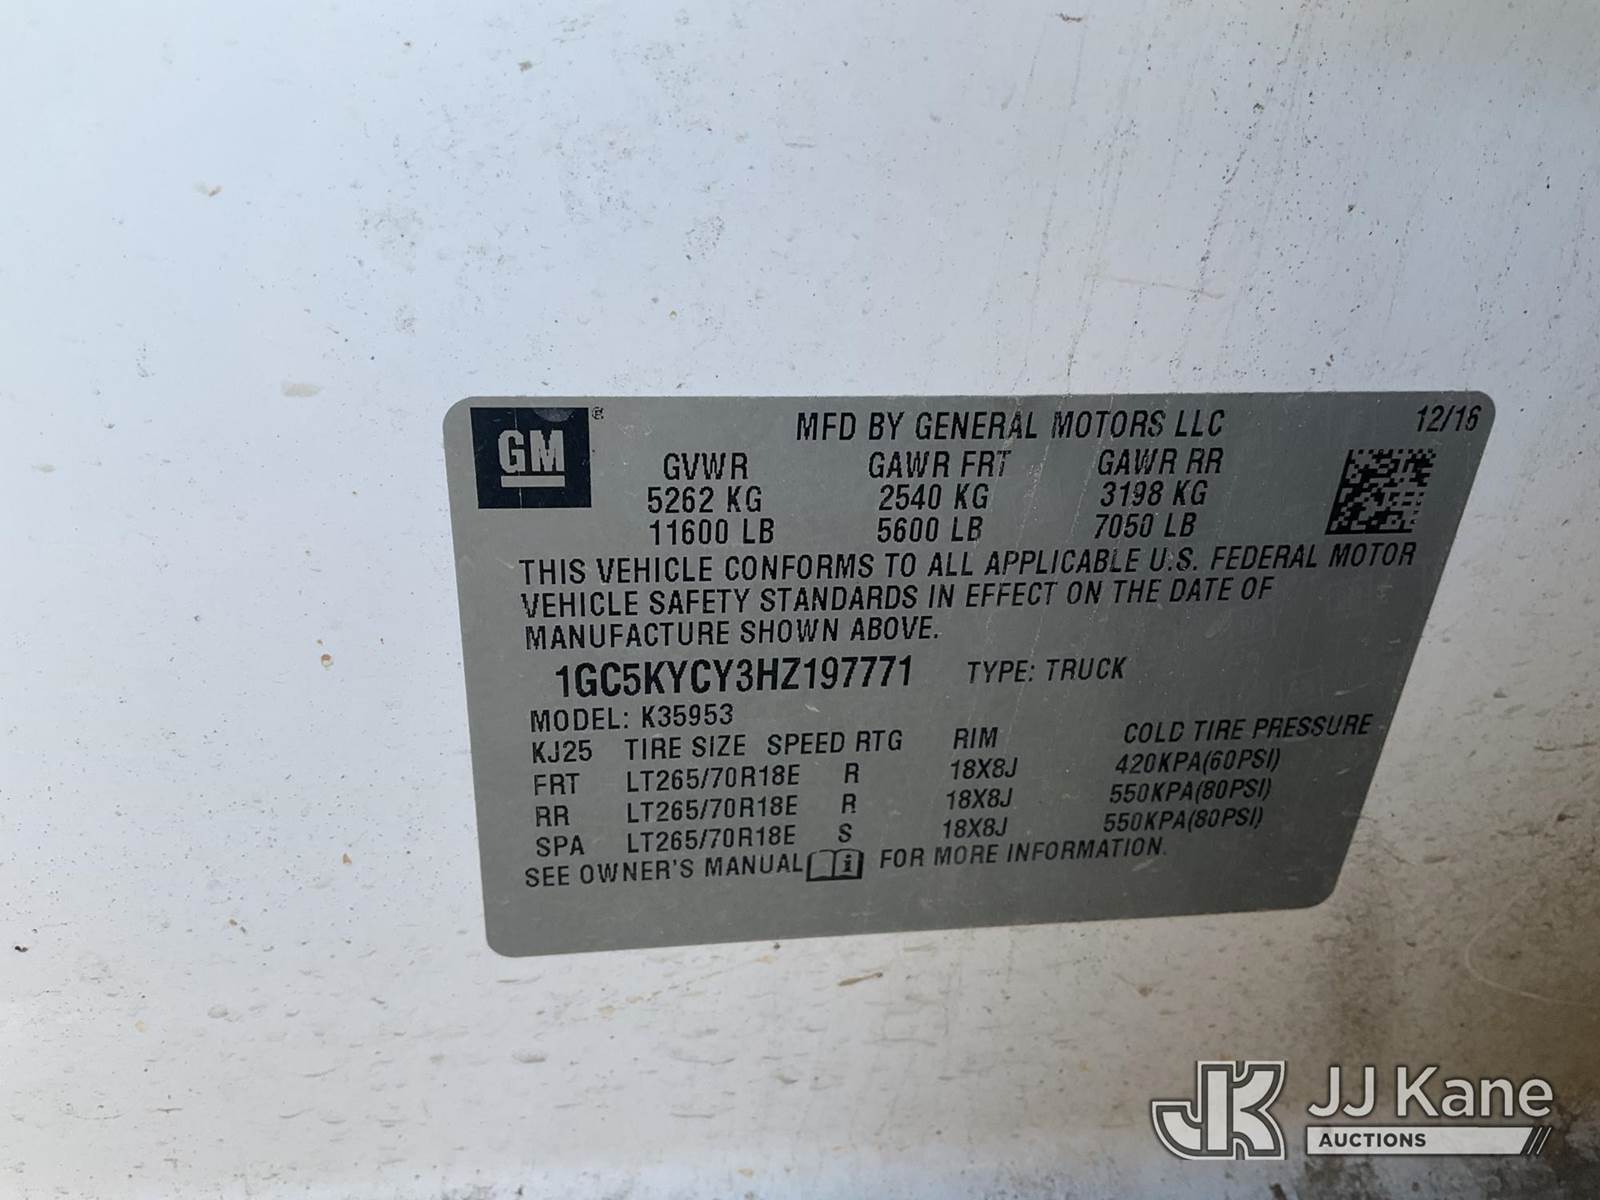 GM ®
MFD BY GENERAL MOTORS LLC 12/16
GVWR GAWR FRT GAWR RR
5262 KG 2540 KG 3198 KG
11600 LB 5600 LB 7050 LB
THIS VEHICLE CONFORMS TO ALL APPLICABLE U.S. FEDERAL MOTOR
VEHICLE SAFETY STANDARDS IN EFFECT ON THE DATE OF
MANUFACTURE SHOWN ABOVE.
1GC5KYCY3HZ197771 TYPE: TRUCK
MODEL: K35953
KJ25 TIRE SIZE SPEED RTG RIM COLD TIRE PRESSURE
FRT LT265/70R18E R 18X8J 420KPA(60PSI)
RR LT265/70R18E R 18X8J 550KPA(80PSI)
SPA LT265/70R18E S 18X8J 550KPA(80PSI)
SEE OWNER'S MANUAL i FOR MORE INFORMATION.
JK JJ Kane
AUCTIONS